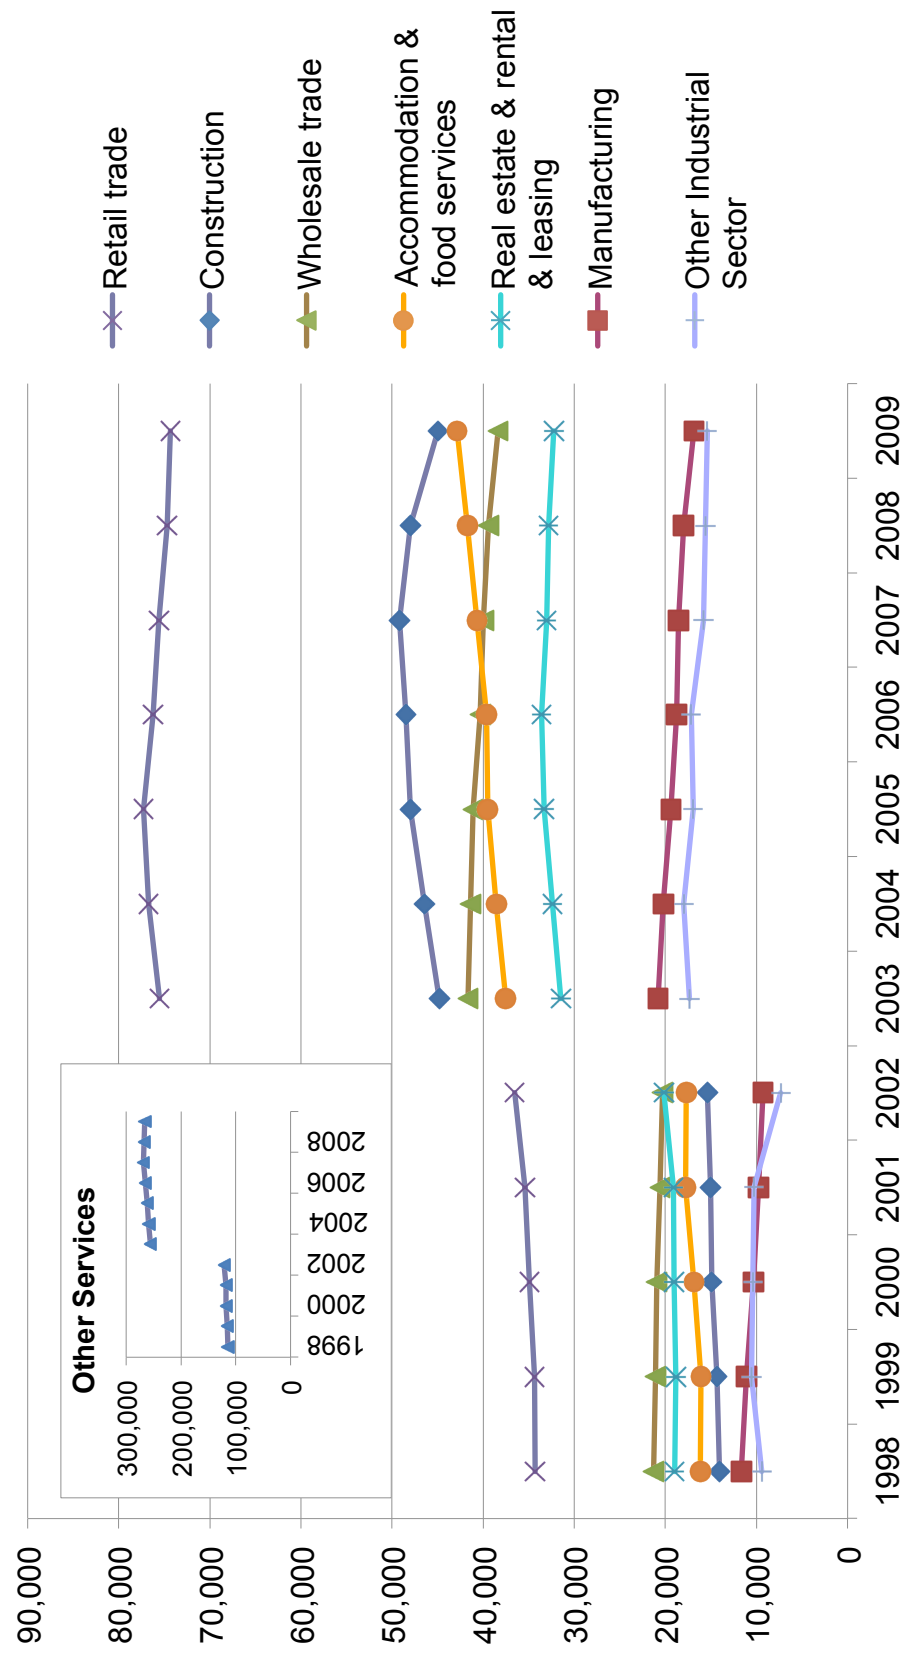 90,000
80,000
70,000
60,000
50,000
40,000
30,000
20,000
10,000
0
1998
1999
2000
2001
2002
2003
2004
2005
2006
2007
2008
2009
Other Services
300,000
200,000
100,000
0
1998
2000
2002
2004
2006
2008
Retail trade
Construction
Wholesale trade
Accommodation &
food services
Real estate & rental
& leasing
Manufacturing
Other Industrial
Sector